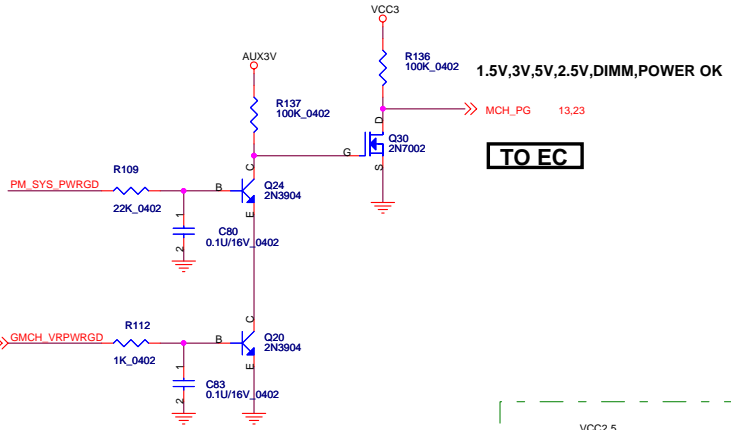 VCC3
R136
100K_0402
1.5V,3V,5V,2.5V,DIMM,POWER OK
AUX3V
R137
100K_0402
MCH_PG 13,23
D
Q30
2N7002
G
S
TO EC
R109
PM_SYS_PWRGD
22K_0402
C
B
Q24
2N3904
E
1
C80
0.1U/16V_0402
2
R112
GMCH_VRPWRGD
1K_0402
C
B
Q20
2N3904
E
1
C83
0.1U/16V_0402
2
VCC2.5